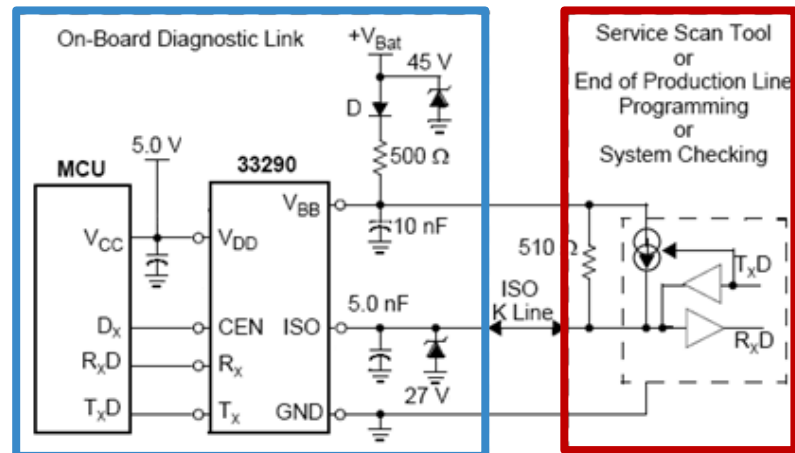 On-Board Diagnostic Link
+VBat
45 V
D
500 Ω
5.0 V
MCU
33290
VBB
10 nF
VCC
VDD
5.0 nF
DX
CEN
ISO
RXD
RX
27 V
TXD
TX
GND
ISO
K Line
510 Ω
Service Scan Tool
or
End of Production Line
Programming
or
System Checking
TXD
RXD